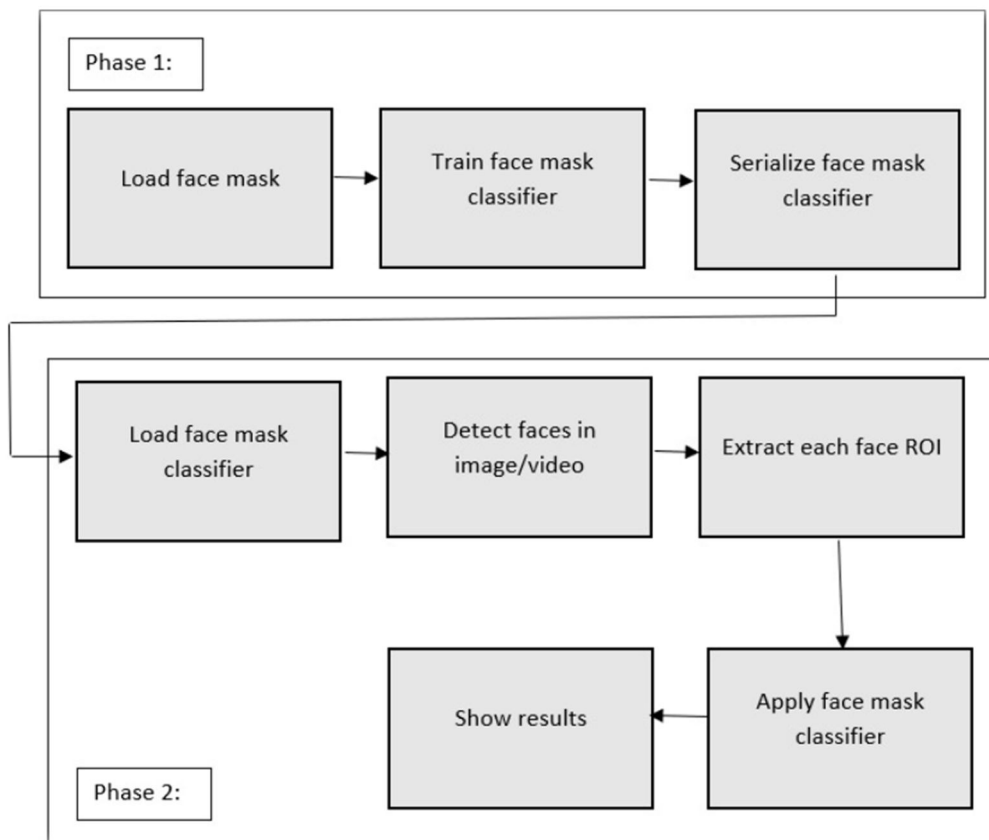 Phase 1:
Load face mask
Train face mask
classifier
Serialize face mask
classifier
Load face mask
classifier
Detect faces in
image/video
Extract each face ROI
Apply face mask
classifier
Show results
Phase 2: